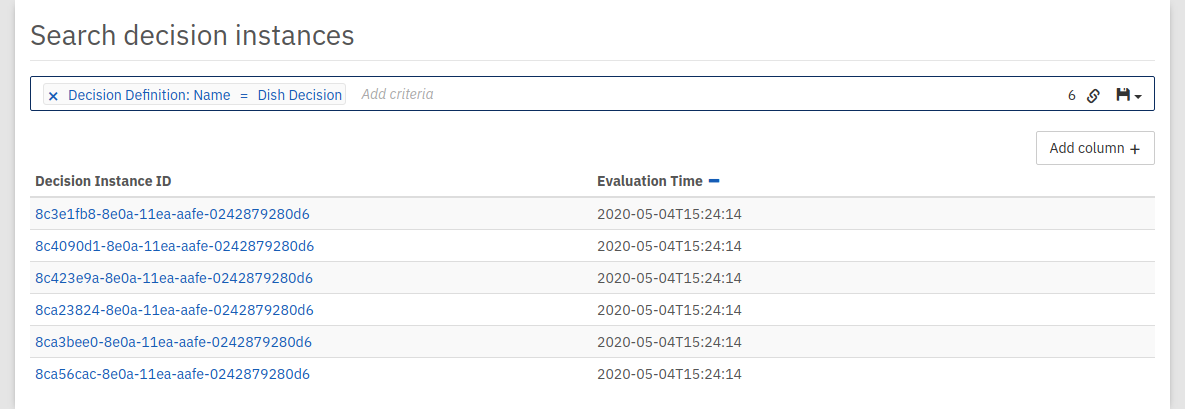 Search decision instances
× Decision Definition: Name = Dish Decision Add criteria 6
Add column +
Decision Instance ID Evaluation Time
8c3e1fb8-8e0a-11ea-aafe-0242879280d6 2020-05-04T15:24:14
8c4090d1-8e0a-11ea-aafe-0242879280d6 2020-05-04T15:24:14
8c423e9a-8e0a-11ea-aafe-0242879280d6 2020-05-04T15:24:14
8ca23824-8e0a-11ea-aafe-0242879280d6 2020-05-04T15:24:14
8ca3bee0-8e0a-11ea-aafe-0242879280d6 2020-05-04T15:24:14
8ca56cac-8e0a-11ea-aafe-0242879280d6 2020-05-04T15:24:14